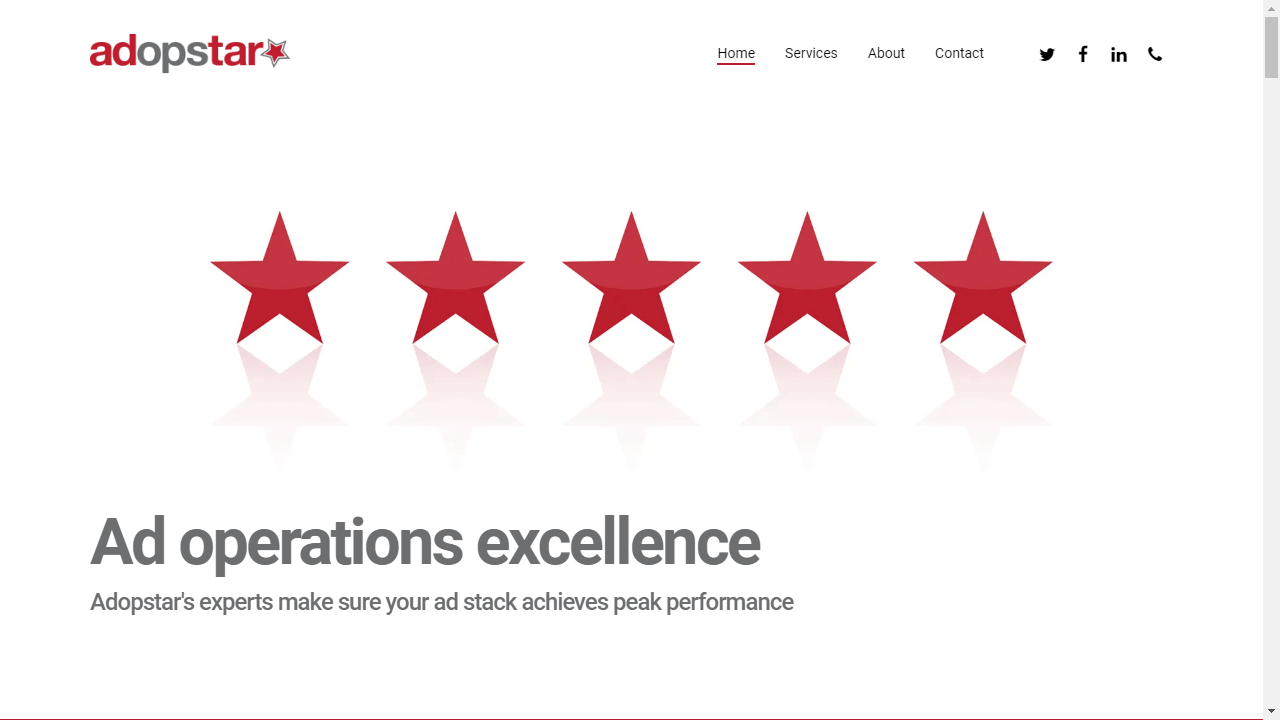 adopstar
Home Services About Contact
Ad operations excellence
Adopstar's experts make sure your ad stack achieves peak performance